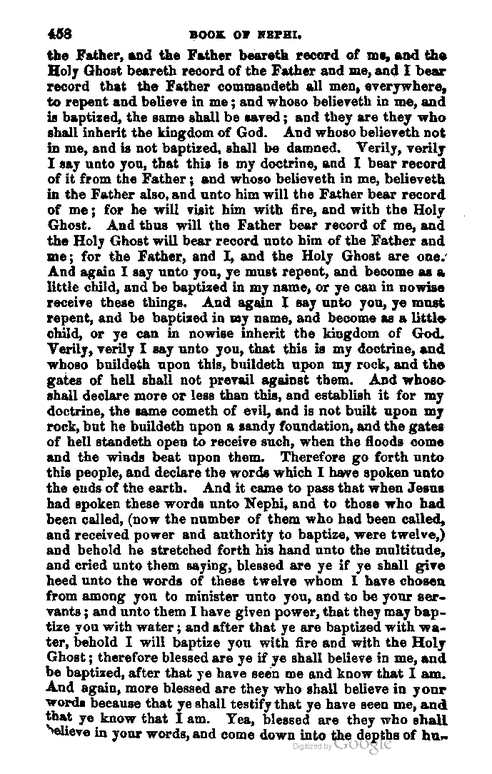 458 BOOK OF NEPHI.
the Father, and the Father beareth record of me, and the
Holy Ghost beareth record of the Father and me, and I bear
record that the Father commandeth all men, everywhere,
to repent and believe in me; and whoso believeth in me, and
is baptized, the same shall be saved; and they are they who
shall inherit the kingdom of God. And whoso believeth not
in me, and is not baptized, shall be damned. Verily, verily
I say unto you, that this is my doctrine, and I bear record
of it from the Father; and whoso believeth in me, believeth
in the Father also, and unto him will the Father bear record
of me; for he will visit him with fire, and with the Holy
Ghost. And thus will the Father bear record of me, and
the Holy Ghost will bear record unto him of the Father and
me; for the Father, and I, and the Holy Ghost are one.
And again I say unto you, ye must repent, and become as a
little child, and be baptized in my name, or ye can in nowise
receive these things. And again I say unto you, ye must
repent, and be baptized in my name, and become as a little
child, or ye can in nowise inherit the kingdom of God.
Verily, verily I say unto you, that this is my doctrine, and
whoso buildeth upon this, buildeth upon my rock, and the
gates of hell shall not prevail against them. And whoso
shall declare more or less than this, and establish it for my
doctrine, the same cometh of evil, and is not built upon my
rock, but he buildeth upon a sandy foundation, and the gates
of hell standeth open to receive such, when the floods come
and the winds beat upon them. Therefore go forth unto
this people, and declare the words which I have spoken unto
the ends of the earth. And it came to pass that when Jesus
had spoken these words unto Nephi, and to those who had
been called, (now the number of them who had been called,
and received power and authority to baptize, were twelve,)
and behold he stretched forth his hand unto the multitude,
and cried unto them saying, blessed are ye if ye shall give
heed unto the words of these twelve whom I have chosen
from among you to minister unto you, and to be your ser-
vants; and unto them I have given power, that they may bap-
tize you with water; and after that ye are baptized with wa-
ter, behold I will baptize you with fire and with the Holy
Ghost; therefore blessed are ye if ye shall believe in me, and
be baptized, after that ye have seen me and know that I am.
And again, more blessed are they who shall believe in your
words because that ye shall testify that ye have seen me, and
that ye know that I am. Yea, blessed are they who shall
believe in your words, and come down into the depths of hu-
Digitized by Google